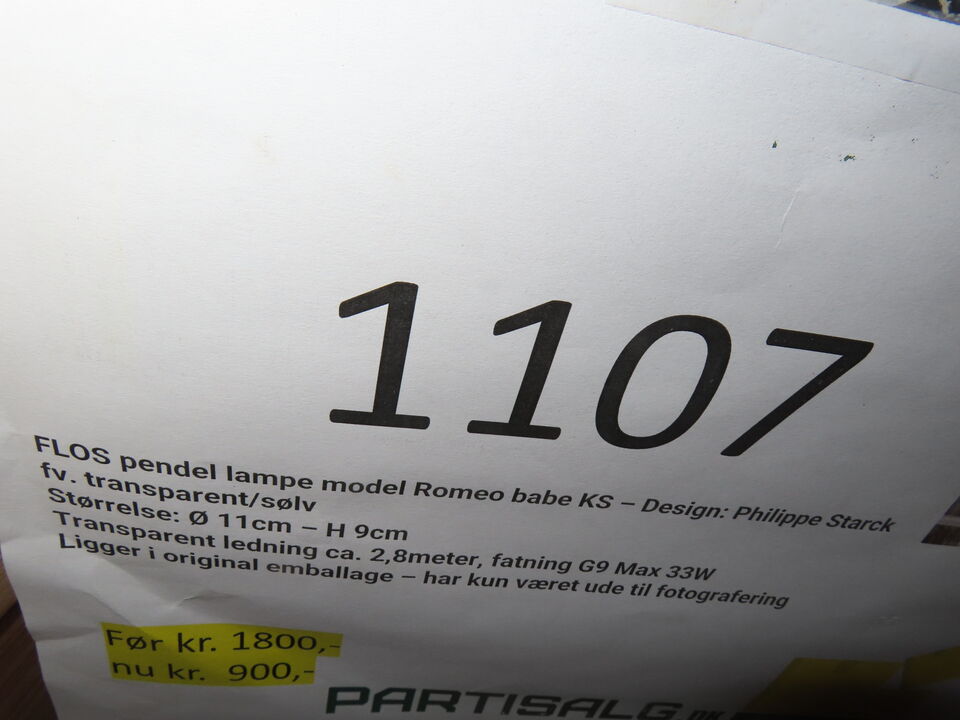 1107
FLOS pendel lampe model Romeo babe KS – Design: Philippe Starck
fv. transparent/sølv
Størrelse: Ø 11cm – H 9cm
Transparent ledning ca. 2,8meter, fatning G9 Max 33W
Ligger i original emballage – har kun været ude til fotografering
Før kr. 1800,-
nu kr. 900,-
PARTISALG.DK